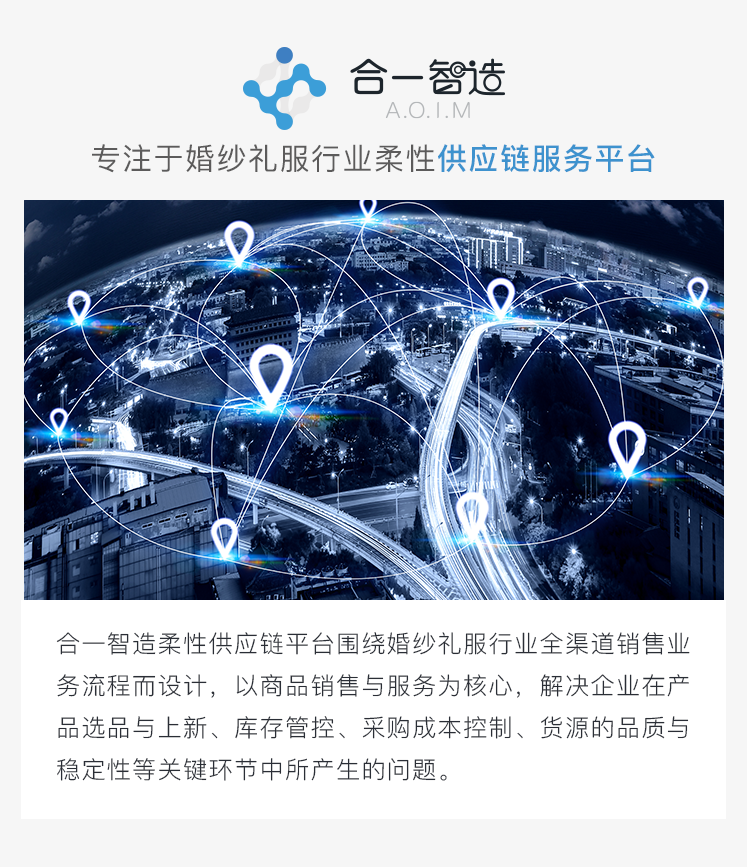 合一智造
A.O.I.M
专注于婚纱礼服行业柔性供应链服务平台
合一智造柔性供应链平台围绕婚纱礼服行业全渠道销售业
务流程而设计，以商品销售与服务为核心，解决企业在产
品选品与上新、库存管控、采购成本控制、货源的品质与
稳定性等关键环节中所产生的问题。